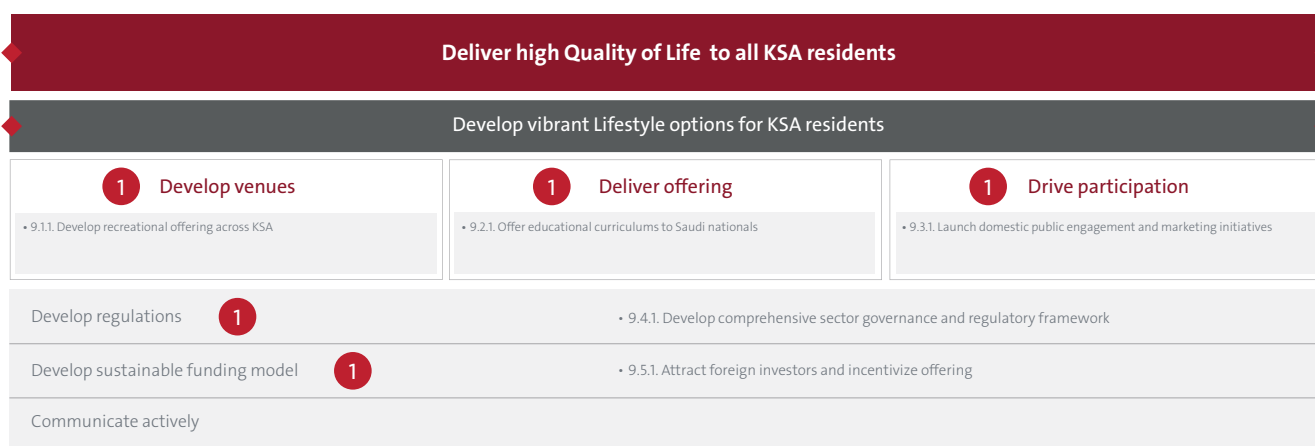 Deliver high Quality of Life to all KSA residents
Develop vibrant Lifestyle options for KSA residents
1 Develop venues
• 9.1.1. Develop recreational offering across KSA
1 Deliver offering
• 9.2.1. Offer educational curriculums to Saudi nationals
1 Drive participation
• 9.3.1. Launch domestic public engagement and marketing initiatives
Develop regulations 1
• 9.4.1. Develop comprehensive sector governance and regulatory framework
Develop sustainable funding model 1
• 9.5.1. Attract foreign investors and incentivize offering
Communicate actively